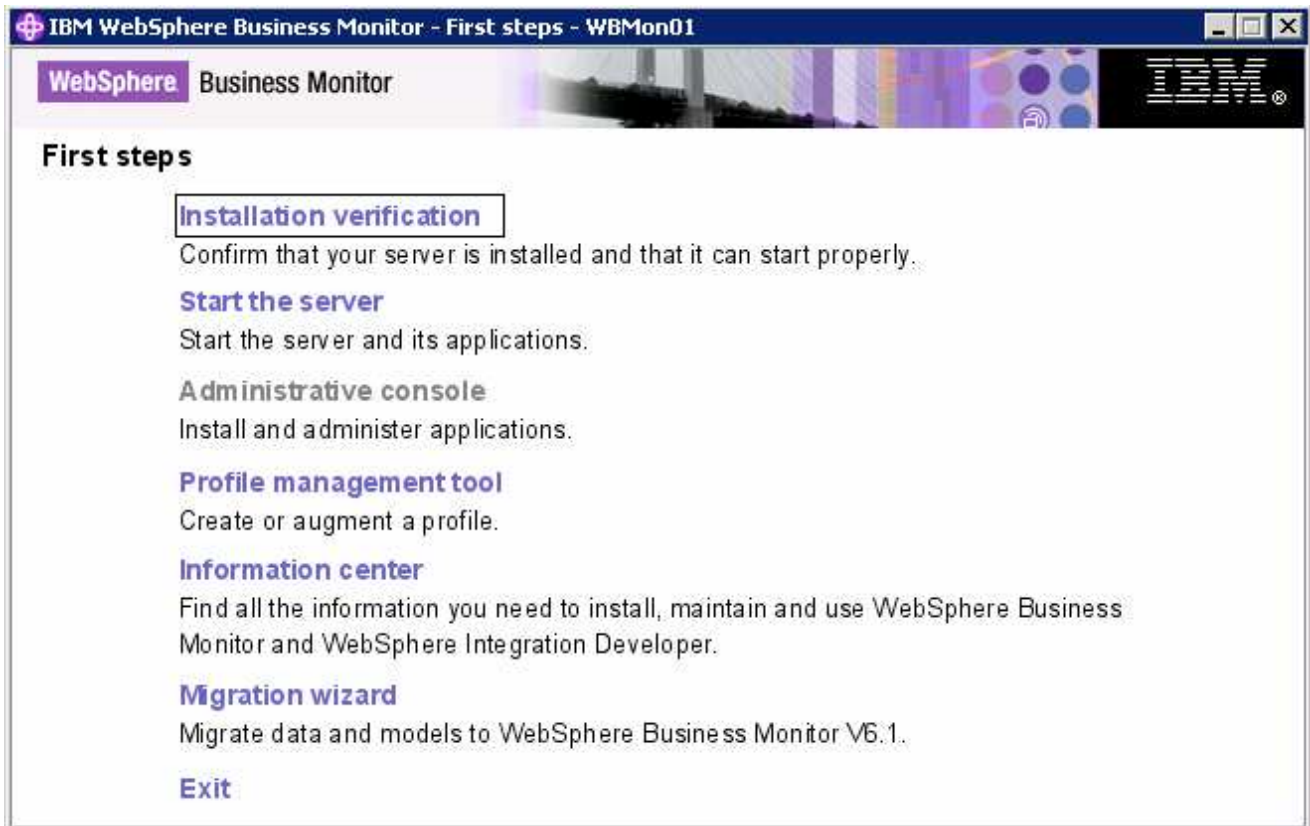 IBM WebSphere Business Monitor - First steps - WBMon01
WebSphere Business Monitor
IBM®
First steps
Installation verification
Confirm that your server is installed and that it can start properly.
Start the server
Start the server and its applications.
Administrative console
Install and administer applications.
Profile management tool
Create or augment a profile.
Information center
Find all the information you need to install, maintain and use WebSphere Business
Monitor and WebSphere Integration Developer.
Migration wizard
Migrate data and models to WebSphere Business Monitor V6.1.
Exit